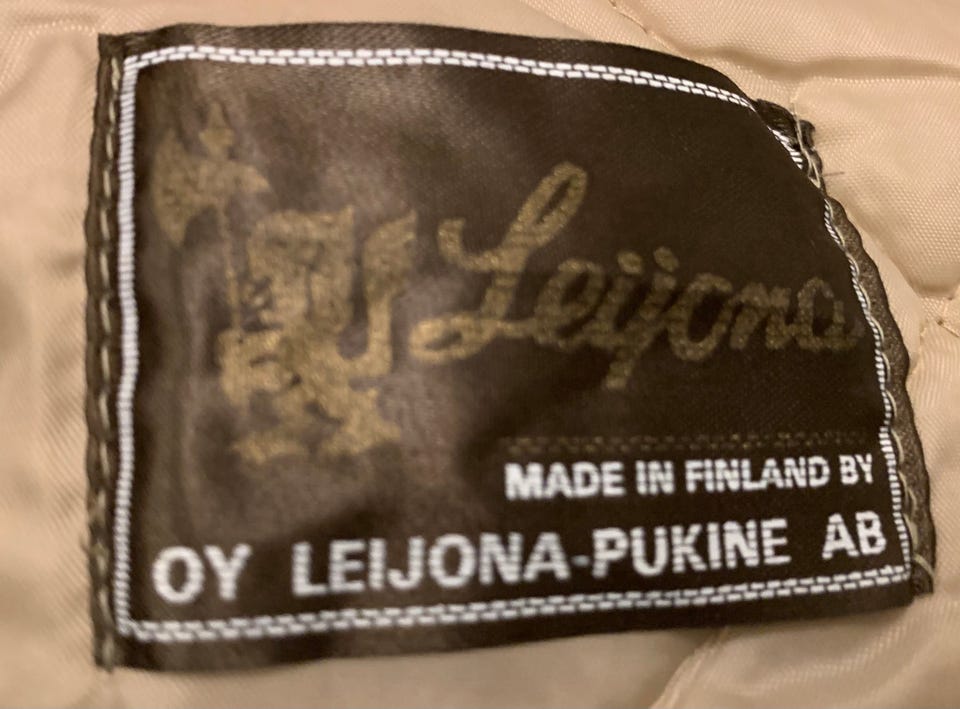 Leijona
MADE IN FINLAND BY
OY LEIJONA-PUKINE AB